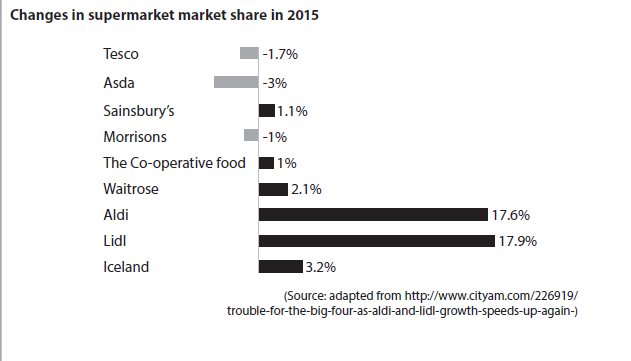 Changes in supermarket market share in 2015
Tesco -1.7%
Asda -3%
Sainsbury’s 1.1%
Morrisons -1%
The Co-operative food 1%
Waitrose 2.1%
Aldi 17.6%
Lidl 17.9%
Iceland 3.2%
(Source: adapted from http://www.cityam.com/226919/
trouble-for-the-big-four-as-aldi-and-lidl-growth-speeds-up-again-)